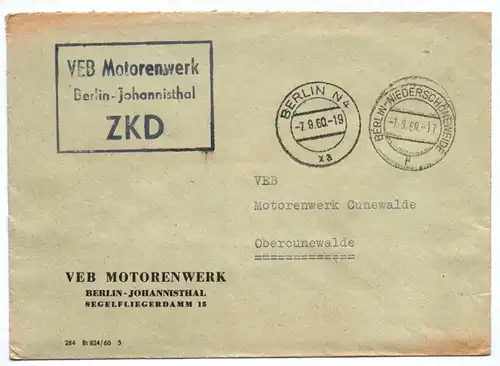 VEB Motorenwerk
Berlin-Johannisthal
ZKD
BERLIN N4
-7.9.60.-19
xa
BERLIN-NIEDERSCHÖNEWEIDE
-7.9.60.-17
VEB
Motorenwerk Cunewalde
Obercunewalde
=============
VEB MOTORENWERK
BERLIN-JOHANNISTHAL
SEGELFLIEGERDAMM 15
284 B: 824/60 5